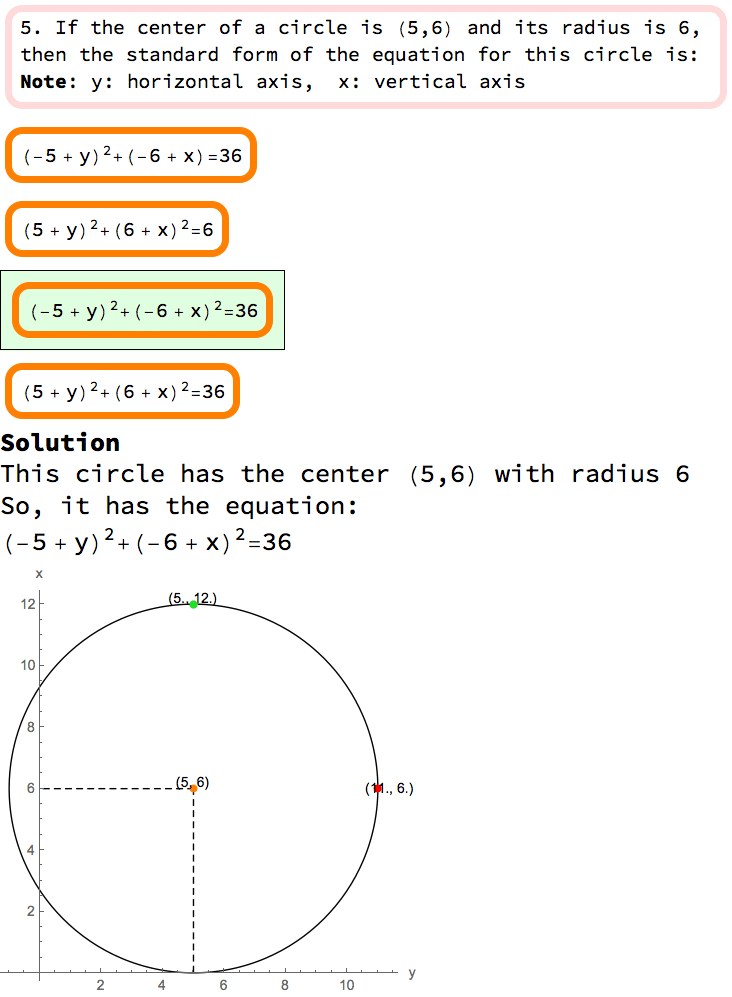 5. If the center of a circle is (5,6) and its radius is 6,
then the standard form of the equation for this circle is:
Note: y: horizontal axis,  x: vertical axis
(-5 + y)²+(-6 + x)=36
(5 + y)²+(6 + x)²=6
(-5 + y)²+(-6 + x)²=36
(5 + y)²+(6 + x)²=36
Solution
This circle has the center (5,6) with radius 6
So, it has the equation:
(-5 + y)²+(-6 + x)²=36
x
(5., 12.)
12
10
8
(5, 6)
6
(11., 6.)
4
2
y
2 4 6 8 10